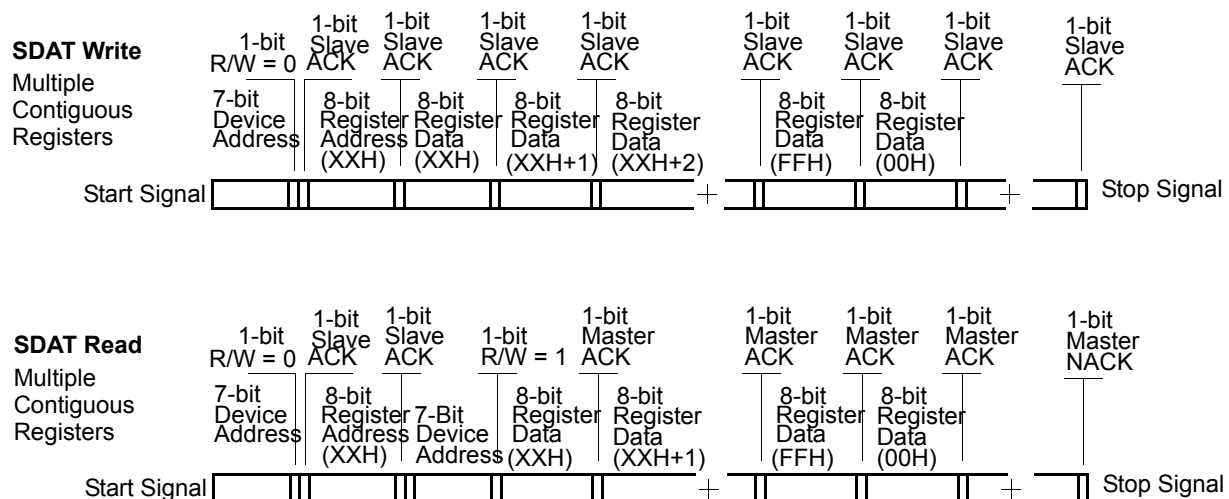 SDAT Write
Multiple
Contiguous
Registers
1-bit
R/W = 0
1-bit
Slave
ACK
1-bit
Slave
ACK
1-bit
Slave
ACK
1-bit
Slave
ACK
1-bit
Slave
ACK
1-bit
Slave
ACK
1-bit
Slave
ACK
1-bit
Slave
ACK
7-bit
Device
Address
8-bit
Register
Address
(XXH)
8-bit
Register
Data
(XXH)
8-bit
Register
Data
(XXH+1)
8-bit
Register
Data
(XXH+2)
8-bit
Register
Data
(FFH)
8-bit
Register
Data
(00H)
Start Signal
Stop Signal
SDAT Read
Multiple
Contiguous
Registers
1-bit
R/W = 0
1-bit
Slave
ACK
1-bit
Slave
ACK
1-bit
R/W = 1
1-bit
Master
ACK
1-bit
Master
ACK
1-bit
Master
ACK
1-bit
Master
ACK
1-bit
Master
NACK
7-bit
Device
Address
8-bit
Register
Address
(XXH)
7-Bit
Device
Address
8-bit
Register
Data
(XXH)
8-bit
Register
Data
(XXH+1)
8-bit
Register
Data
(FFH)
8-bit
Register
Data
(00H)
Start Signal
Stop Signal